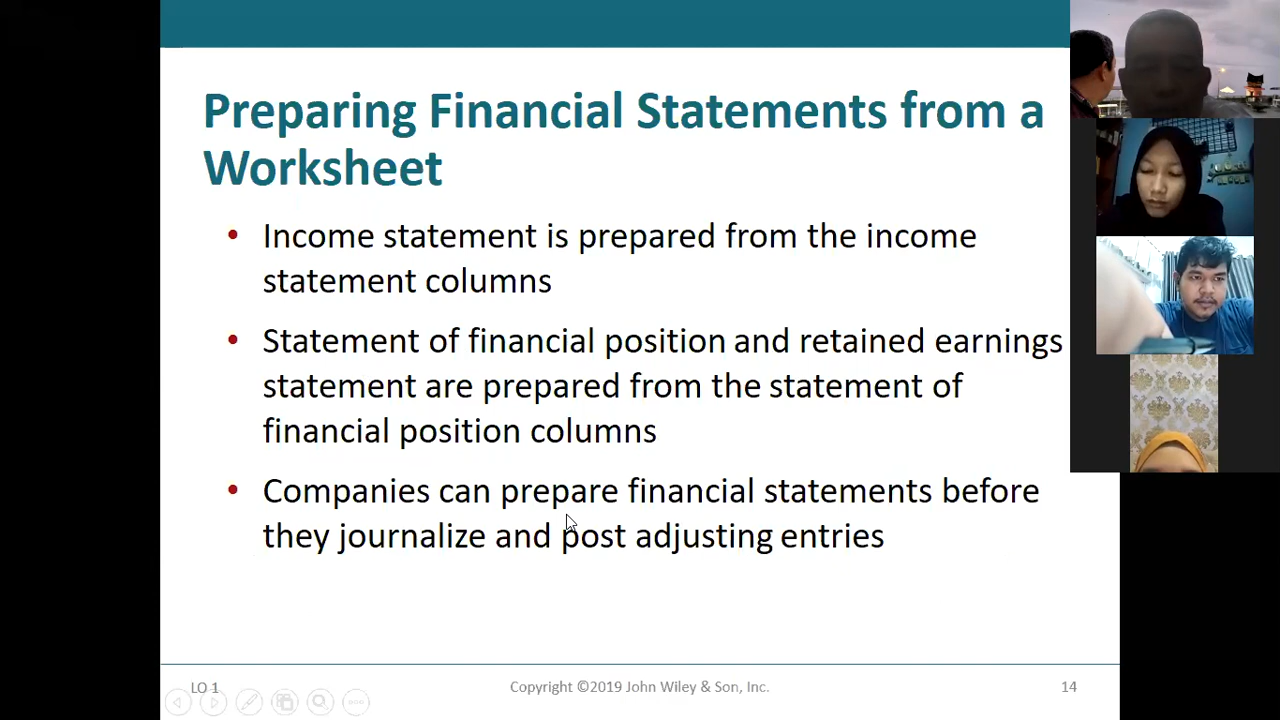 Preparing Financial Statements from a
Worksheet
• Income statement is prepared from the income
statement columns
• Statement of financial position and retained earnings
statement are prepared from the statement of
financial position columns
• Companies can prepare financial statements before
they journalize and post adjusting entries
LO 1
Copyright ©2019 John Wiley & Son, Inc.
14